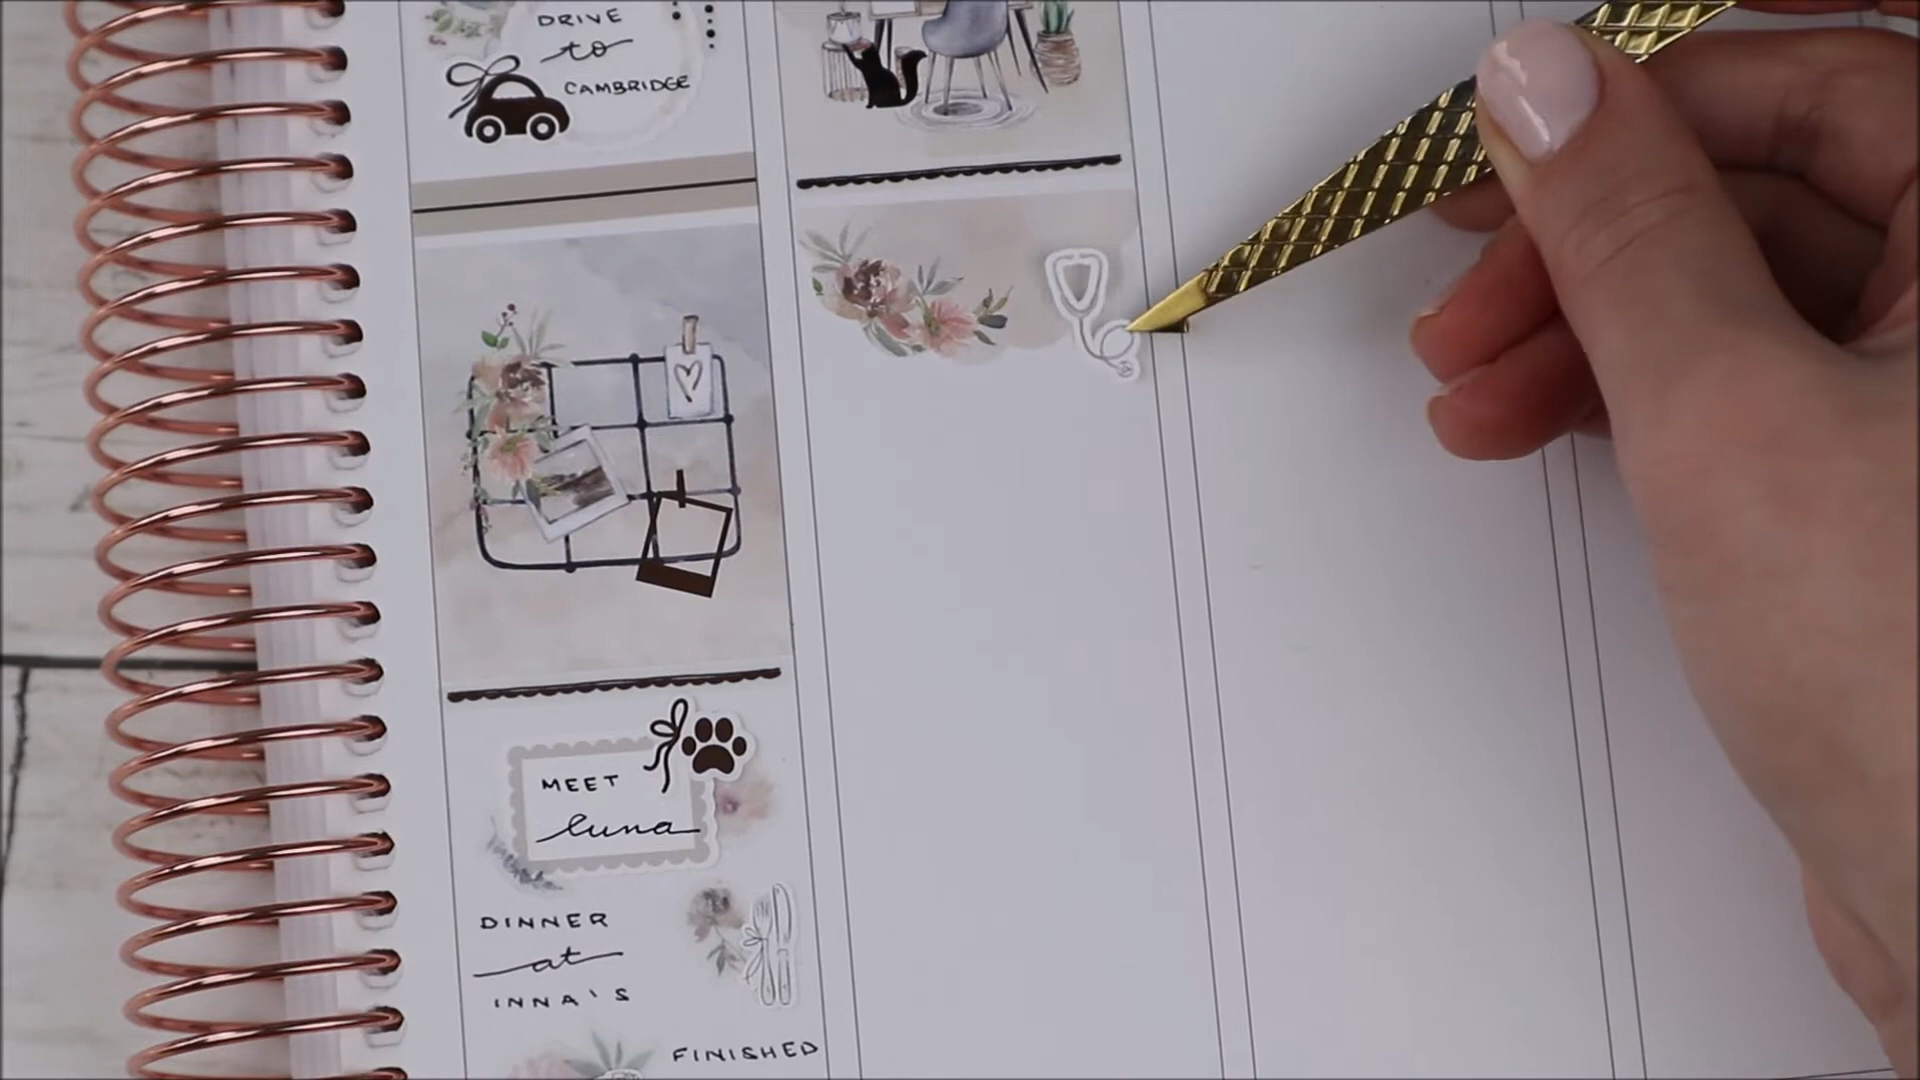 DRIVE
to
CAMBRIDGE
MEET
luna
DINNER
at
INNA'S
FINISHED